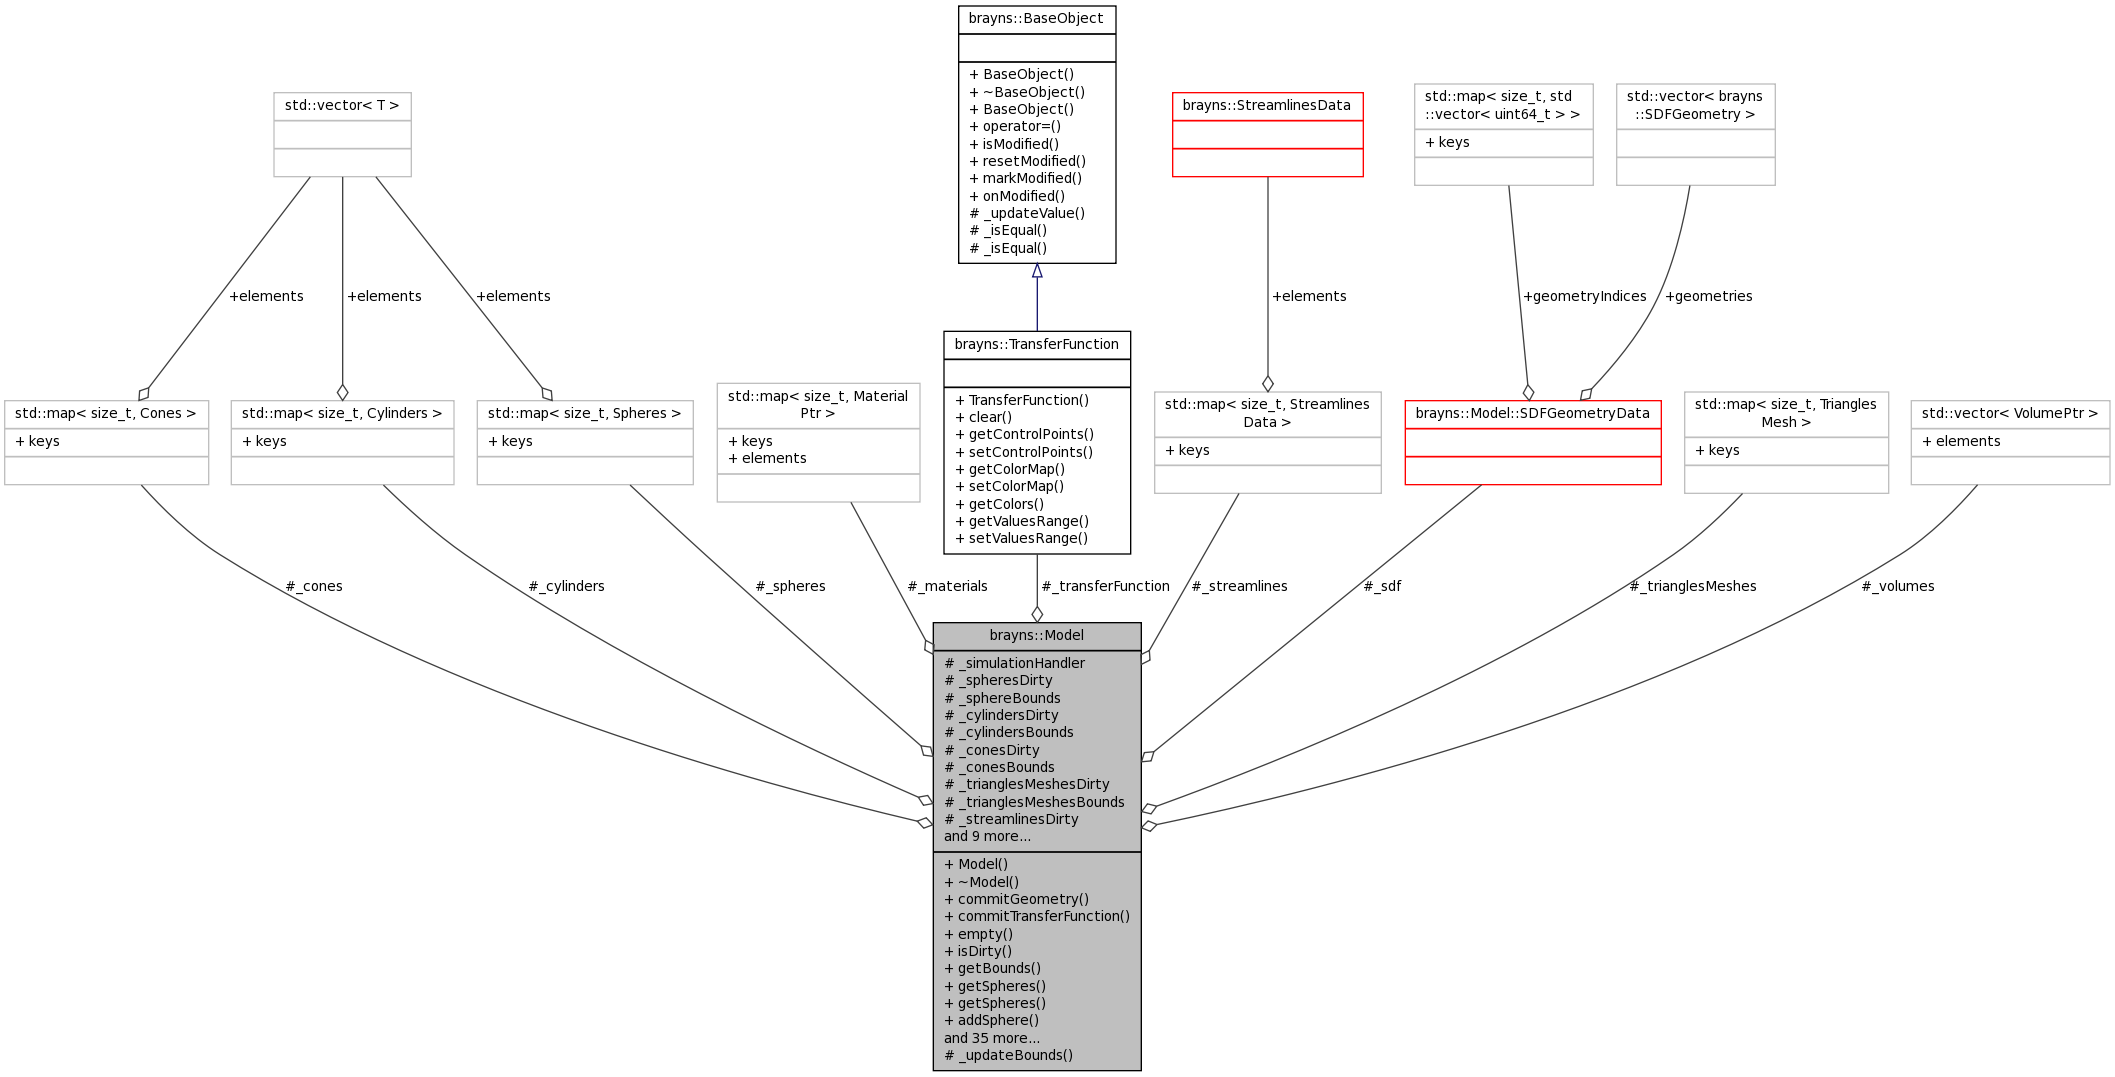 brayns::BaseObject
+ BaseObject()
+ ~BaseObject()
+ BaseObject()
+ operator=()
+ isModified()
+ resetModified()
+ markModified()
+ onModified()
# _updateValue()
# _isEqual()
# _isEqual()
std::vector< T >
brayns::StreamlinesData
std::map< size_t, std
::vector< uint64_t > >
+ keys
std::vector< brayns
::SDFGeometry >
+elements
+elements
+elements
+elements
+geometryIndices
+geometries
std::map< size_t, Cones >
+ keys
std::map< size_t, Cylinders >
+ keys
std::map< size_t, Spheres >
+ keys
std::map< size_t, Material
Ptr >
+ keys
+ elements
brayns::TransferFunction
+ TransferFunction()
+ clear()
+ getControlPoints()
+ setControlPoints()
+ getColorMap()
+ setColorMap()
+ getColors()
+ getValuesRange()
+ setValuesRange()
std::map< size_t, Streamlines
Data >
+ keys
brayns::Model::SDFGeometryData
std::map< size_t, Triangles
Mesh >
+ keys
std::vector< VolumePtr >
+ elements
#_cones
#_cylinders
#_spheres
#_materials
#_transferFunction
#_streamlines
#_sdf
#_trianglesMeshes
#_volumes
brayns::Model
# _simulationHandler
# _spheresDirty
# _sphereBounds
# _cylindersDirty
# _cylindersBounds
# _conesDirty
# _conesBounds
# _trianglesMeshesDirty
# _trianglesMeshesBounds
# _streamlinesDirty
and 9 more...
+ Model()
+ ~Model()
+ commitGeometry()
+ commitTransferFunction()
+ empty()
+ isDirty()
+ getBounds()
+ getSpheres()
+ getSpheres()
+ addSphere()
and 35 more...
# _updateBounds()